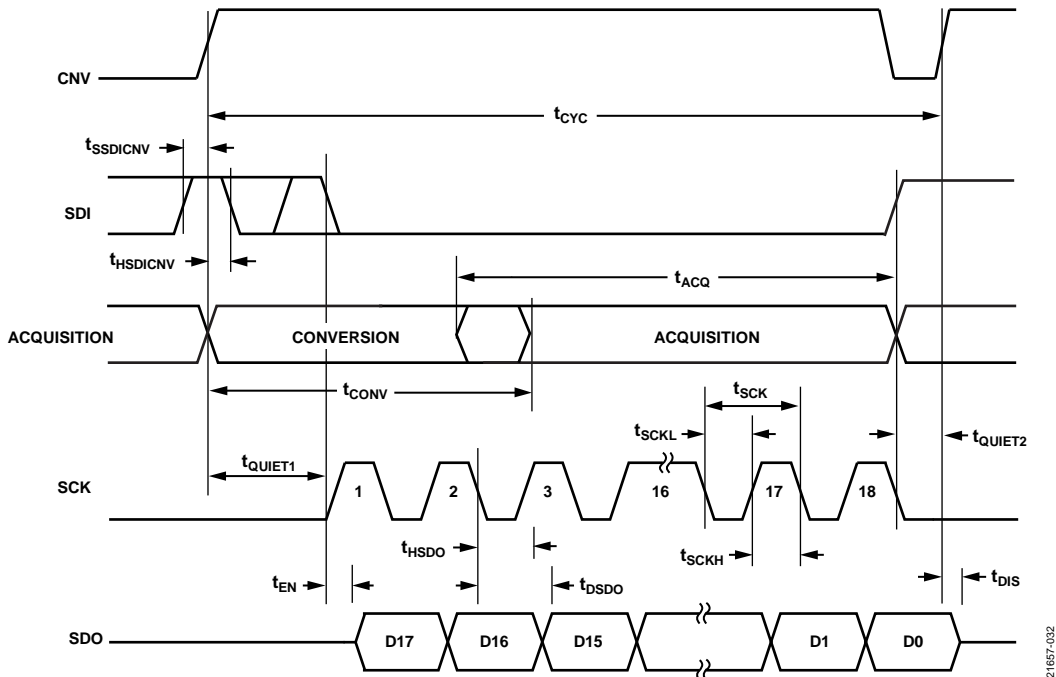 CNV
tCYC
tSSDICNV
SDI
tHSDICNV
tACQ
ACQUISITION
CONVERSION
ACQUISITION
tCONV
tSCK
tSCKL
tQUIET2
tQUIET1
SCK
1
2
3
16
17
18
tHSDO
tSCKH
tEN
tDSDO
tDIS
SDO
D17
D16
D15
D1
D0
21657-032